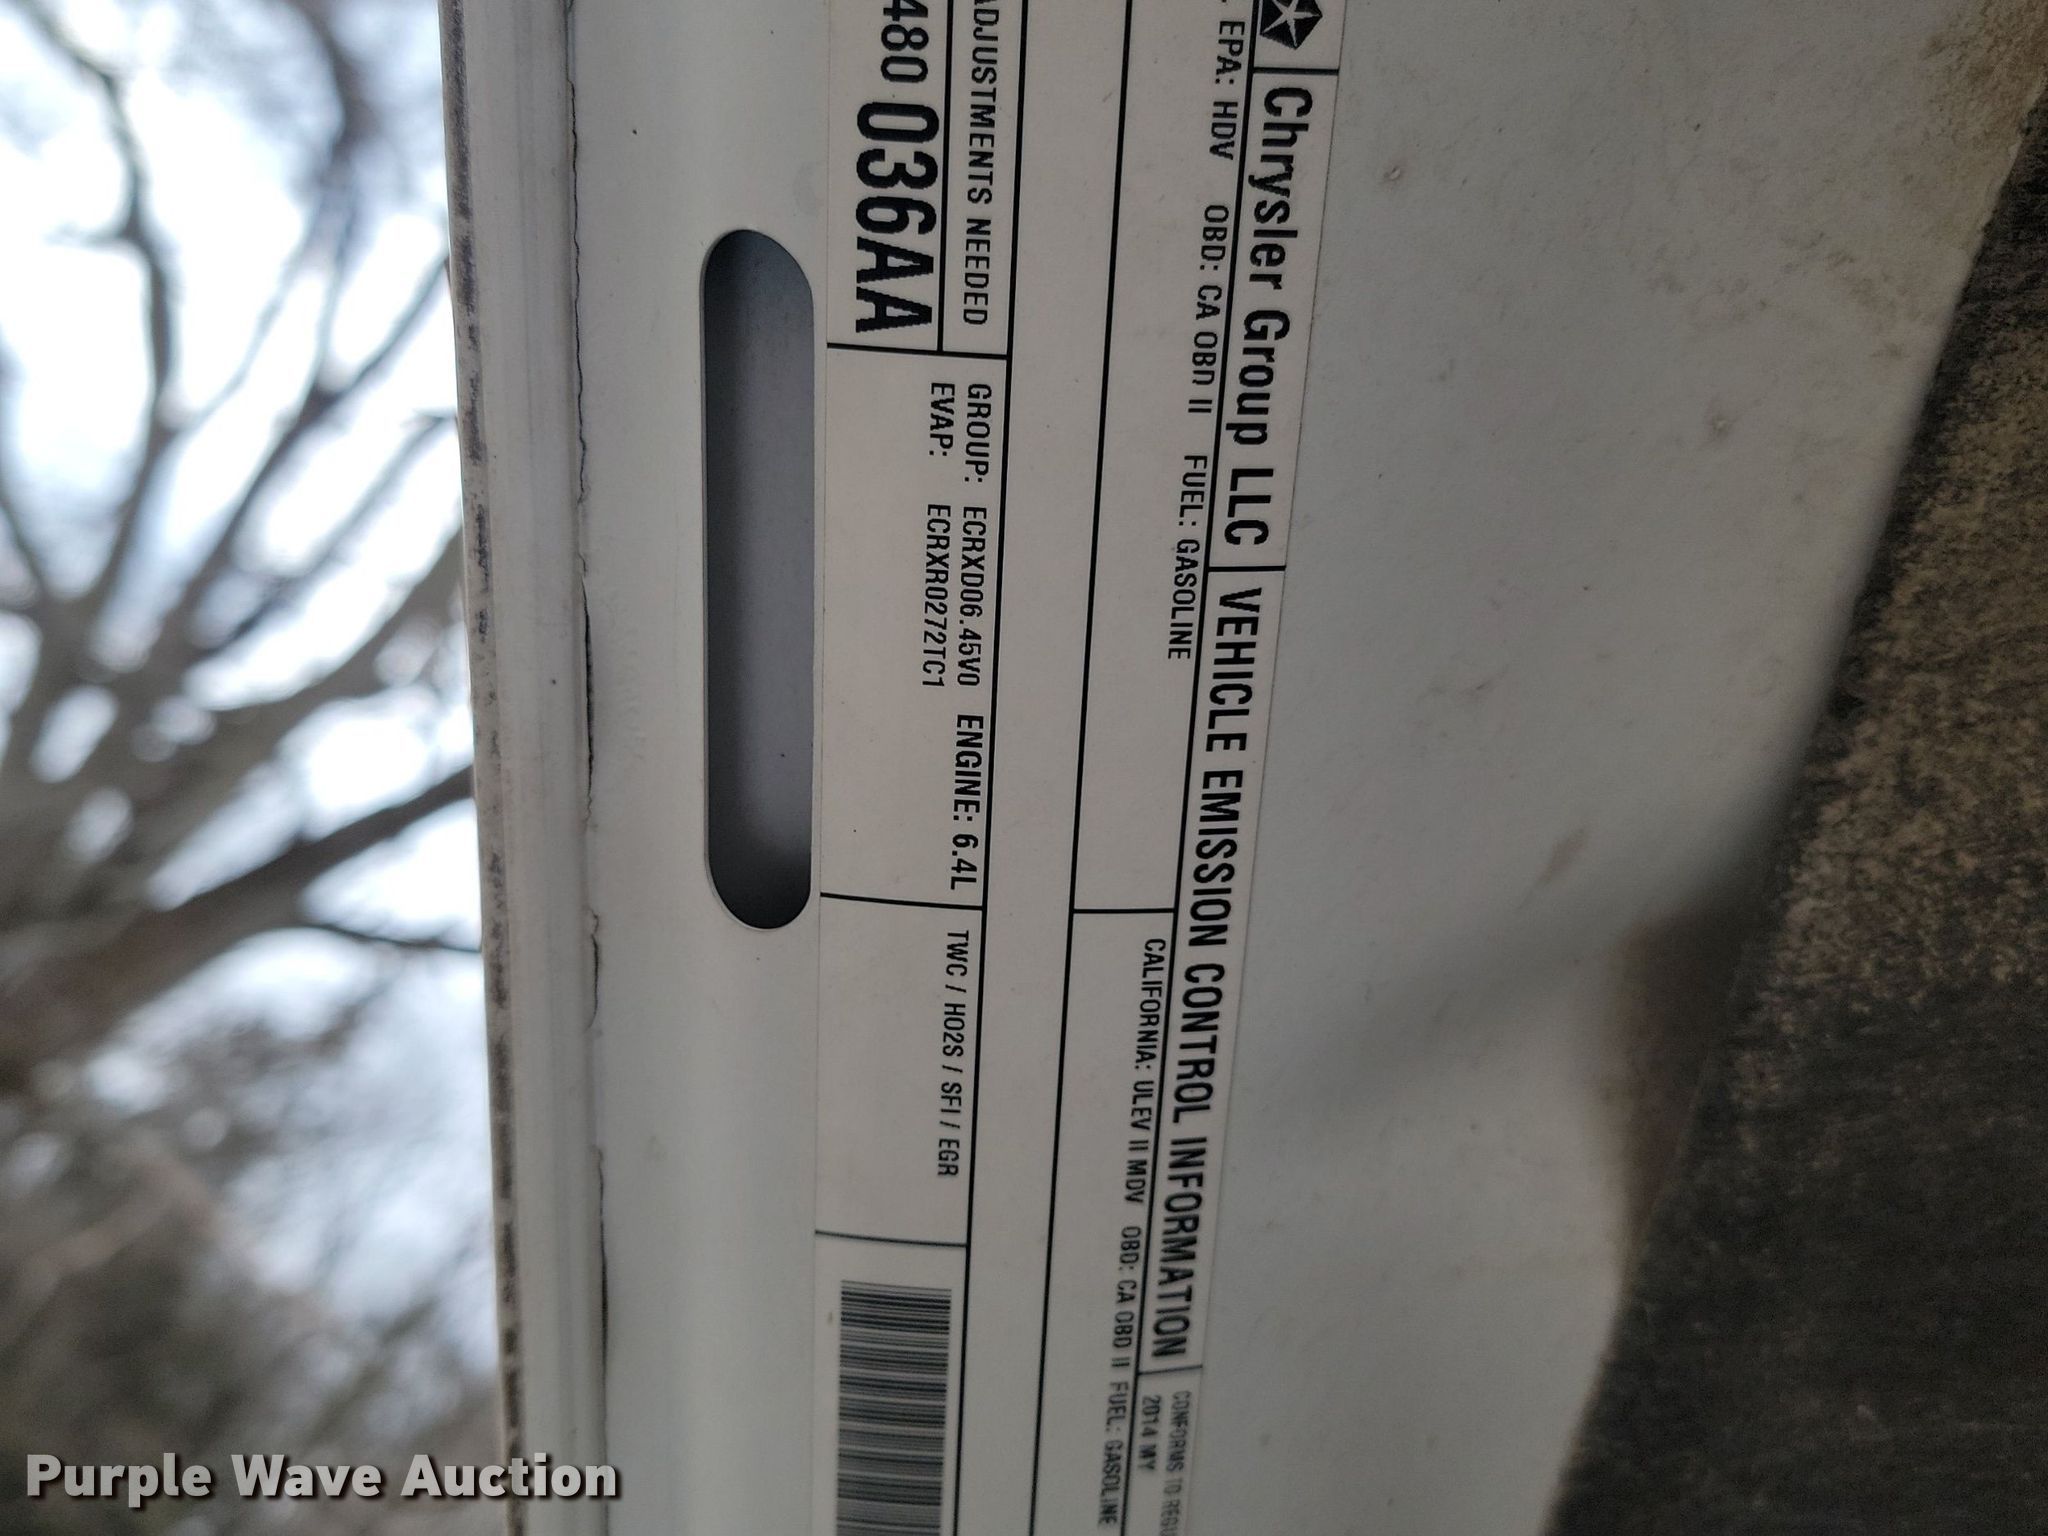 Chrysler Group LLC VEHICLE EMISSION CONTROL INFORMATION CONFORMS TO
2014 MY
EPA: HDV OBD: CA OBD II FUEL: GASOLINE
CALIFORNIA: ULEV II MDV OBD: CA OBD II FUEL: GASOLINE
ADJUSTMENTS NEEDED
480 036AA
GROUP: ECRXD06.45V0 ENGINE: 6.4L
EVAP: ECRXR0272TC1
TWC / HO2S / SFI / EGR
Purple Wave Auction